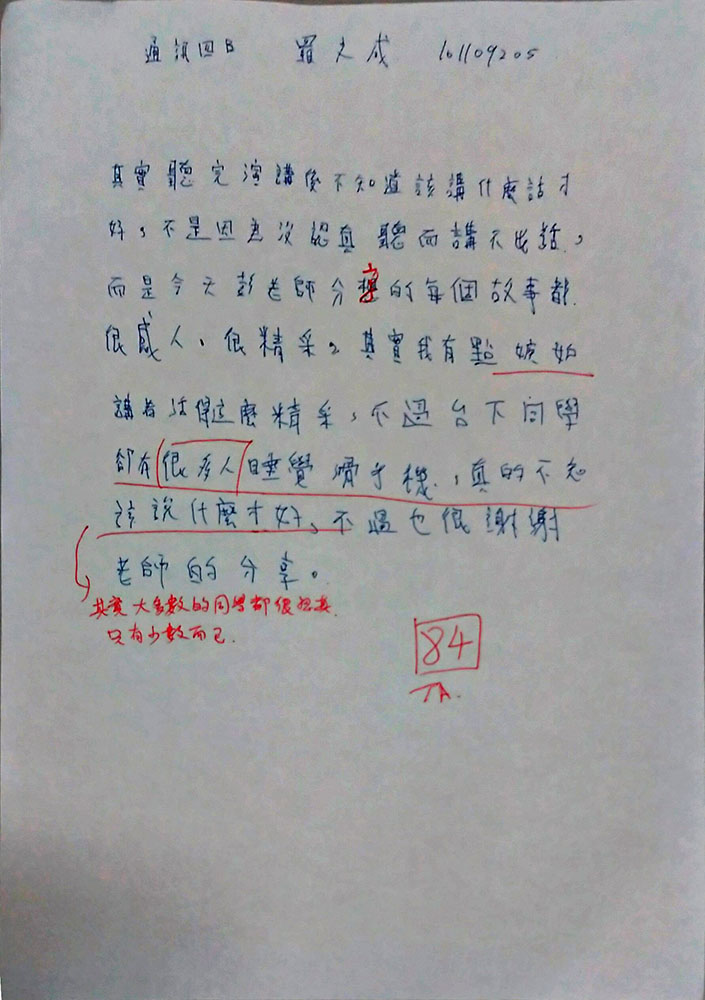 通訊四B 羅大成 101109205
其實聽完演講後不知道該講什麼話才
好，不是因為沒認真聽而講不出話，
而是今天彭老師分享的每個故事都
很感人、很精采。其實我有點嫉妒
講者活得這麼精采，不過台下同學
卻有很多人睡覺滑手機，真的不知
該說什麼才好，不過也很謝謝
老師的分享。
其實大多數的同學都很認真
只有少數而已.
84
TA.